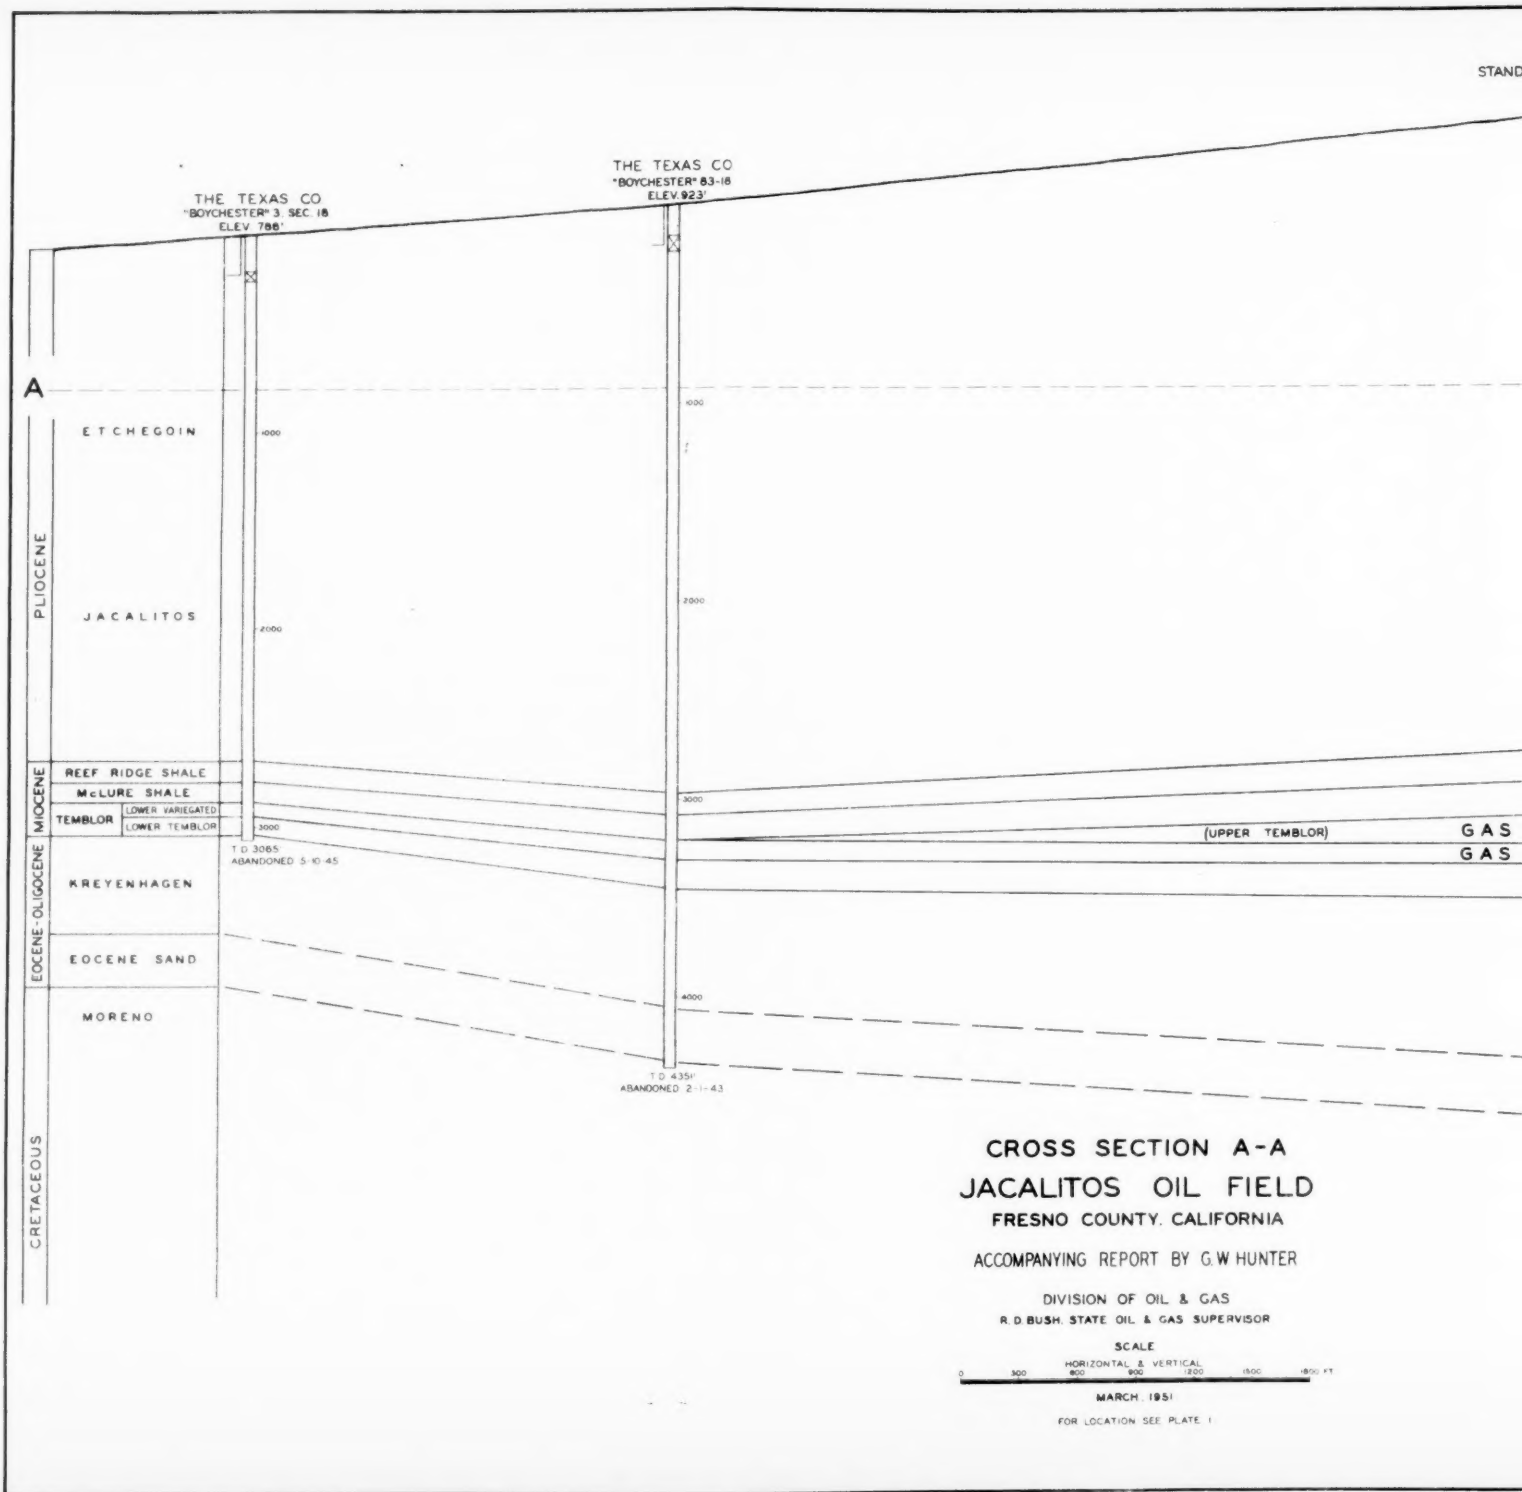 STAND
THE TEXAS CO
"BOYCHESTER" 83-18
ELEV. 923'
THE TEXAS CO
"BOYCHESTER" 3, SEC. 18
ELEV 788'
A
ETCHEGOIN
1000
1000
PLIOCENE
JACALITOS
2000
2000
MIOCENE
REEF RIDGE SHALE
McLURE SHALE
TEMBLOR
LOWER VARIEGATED
LOWER TEMBLOR
3000
3000
T D 3065'
ABANDONED 5-10-45
(UPPER TEMBLOR)
GAS
GAS
EOCENE-OLIGOCENE
KREYENHAGEN
EOCENE SAND
4000
MORENO
T D 4351'
ABANDONED 2-1-43
CRETACEOUS
CROSS SECTION A-A
JACALITOS OIL FIELD
FRESNO COUNTY, CALIFORNIA
ACCOMPANYING REPORT BY G. W HUNTER
DIVISION OF OIL & GAS
R. D. BUSH, STATE OIL & GAS SUPERVISOR
SCALE
HORIZONTAL & VERTICAL
0 300 600 900 1200 1500 1800 FT
MARCH, 1951
FOR LOCATION SEE PLATE I